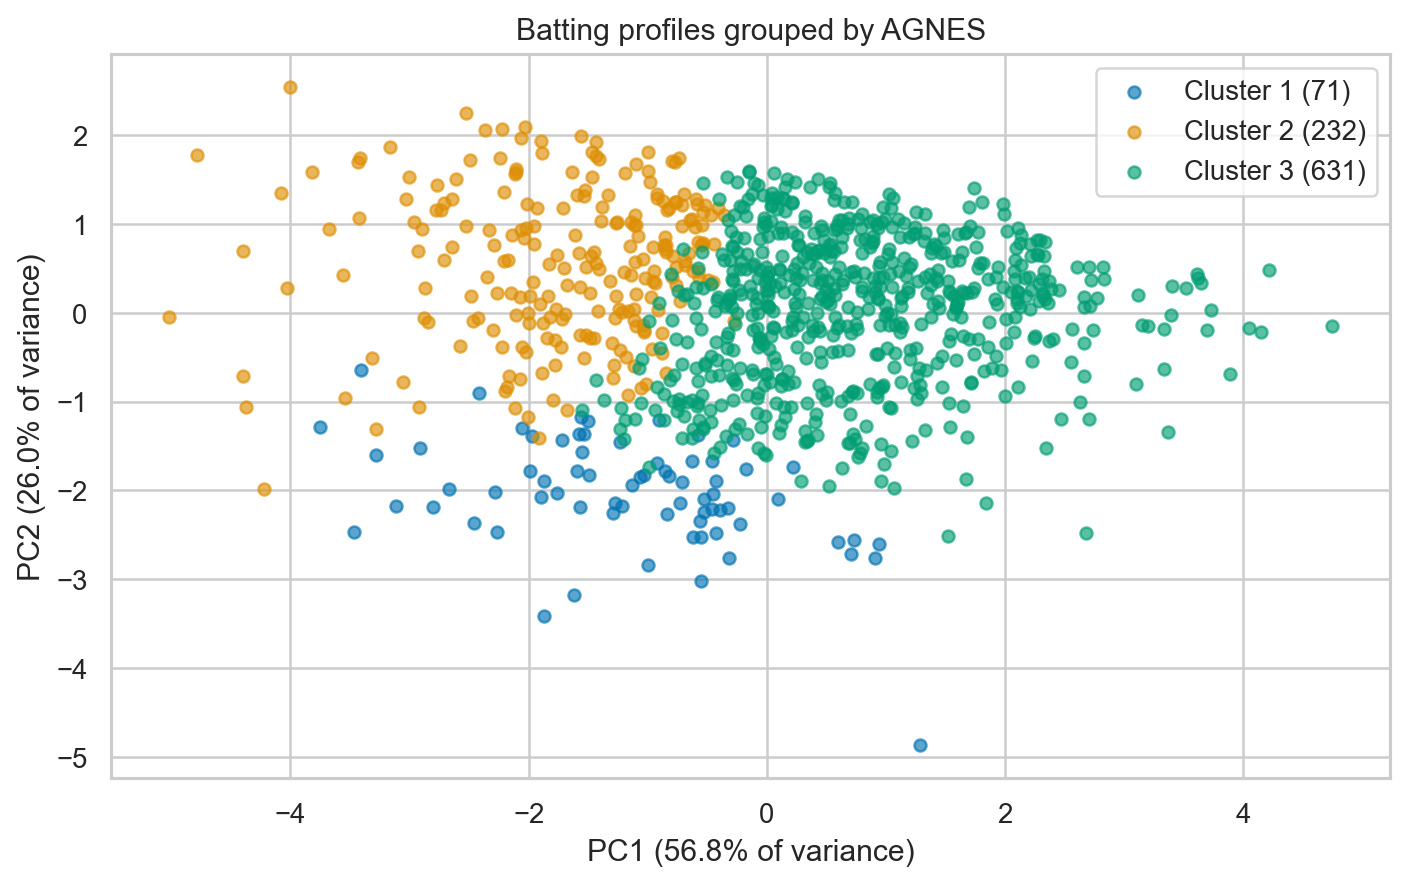 Batting profiles grouped by AGNES
Cluster 1 (71)
Cluster 2 (232)
Cluster 3 (631)
PC2 (26.0% of variance)
2
1
0
−1
−2
−3
−4
−5
−4
−2
0
2
4
PC1 (56.8% of variance)